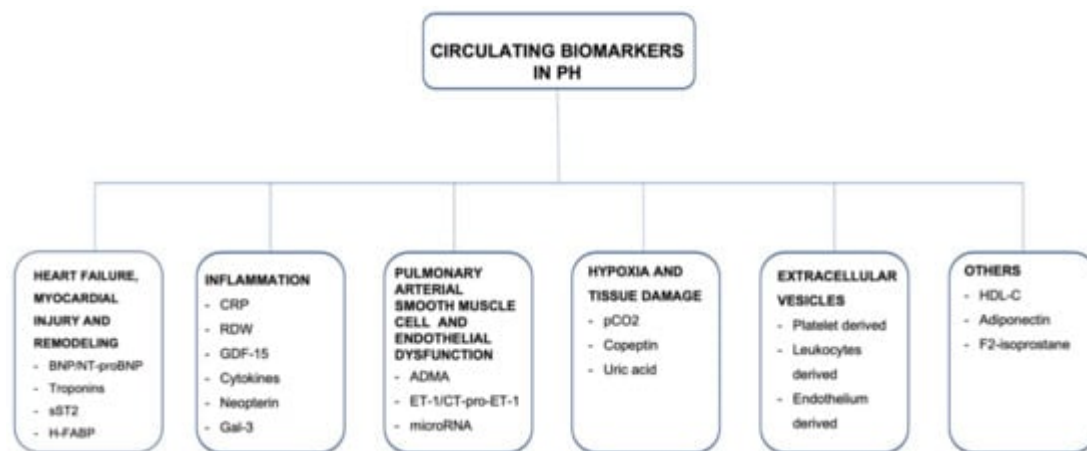 CIRCULATING BIOMARKERS
IN PH
HEART FAILURE,
MYOCARDIAL
INJURY AND
REMODELING
- BNP/NT-proBNP
- Troponins
- sST2
- H-FABP
INFLAMMATION
- CRP
- RDW
- GDF-15
- Cytokines
- Neopterin
- Gal-3
PULMONARY
ARTERIAL
SMOOTH MUSCLE
CELL AND
ENDOTHELIAL
DYSFUNCTION
- ADMA
- ET-1/CT-pro-ET-1
- microRNA
HYPOXIA AND
TISSUE DAMAGE
- pCO2
- Copeptin
- Uric acid
EXTRACELLULAR
VESICLES
- Platelet derived
- Leukocytes
derived
- Endothelium
derived
OTHERS
- HDL-C
- Adiponectin
- F2-isoprostane